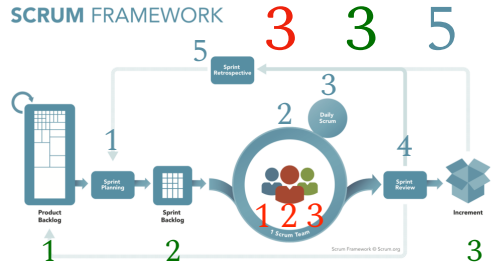 SCRUM FRAMEWORK
3 3 5
5
Sprint
Retrospective
3
Daily
Scrum
2
1
4
Sprint
Planning
Sprint
Review
Product
Backlog
Sprint
Backlog
1 2 3
1 Scrum Team
Increment
Scrum Framework © Scrum.org
1
2
3